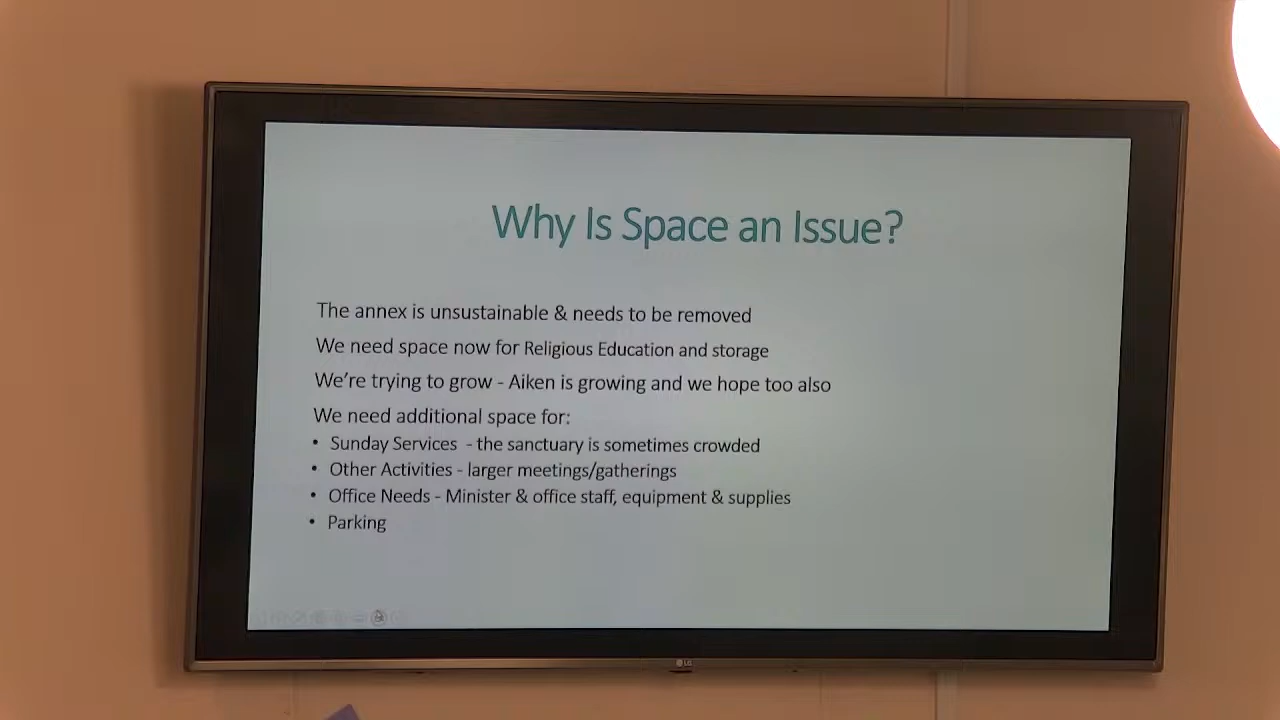 Why Is Space an Issue?
The annex is unsustainable & needs to be removed
We need space now for Religious Education and storage
We're trying to grow - Aiken is growing and we hope too also
We need additional space for:
• Sunday Services - the sanctuary is sometimes crowded
• Other Activities - larger meetings/gatherings
• Office Needs - Minister & office staff, equipment & supplies
• Parking
LG